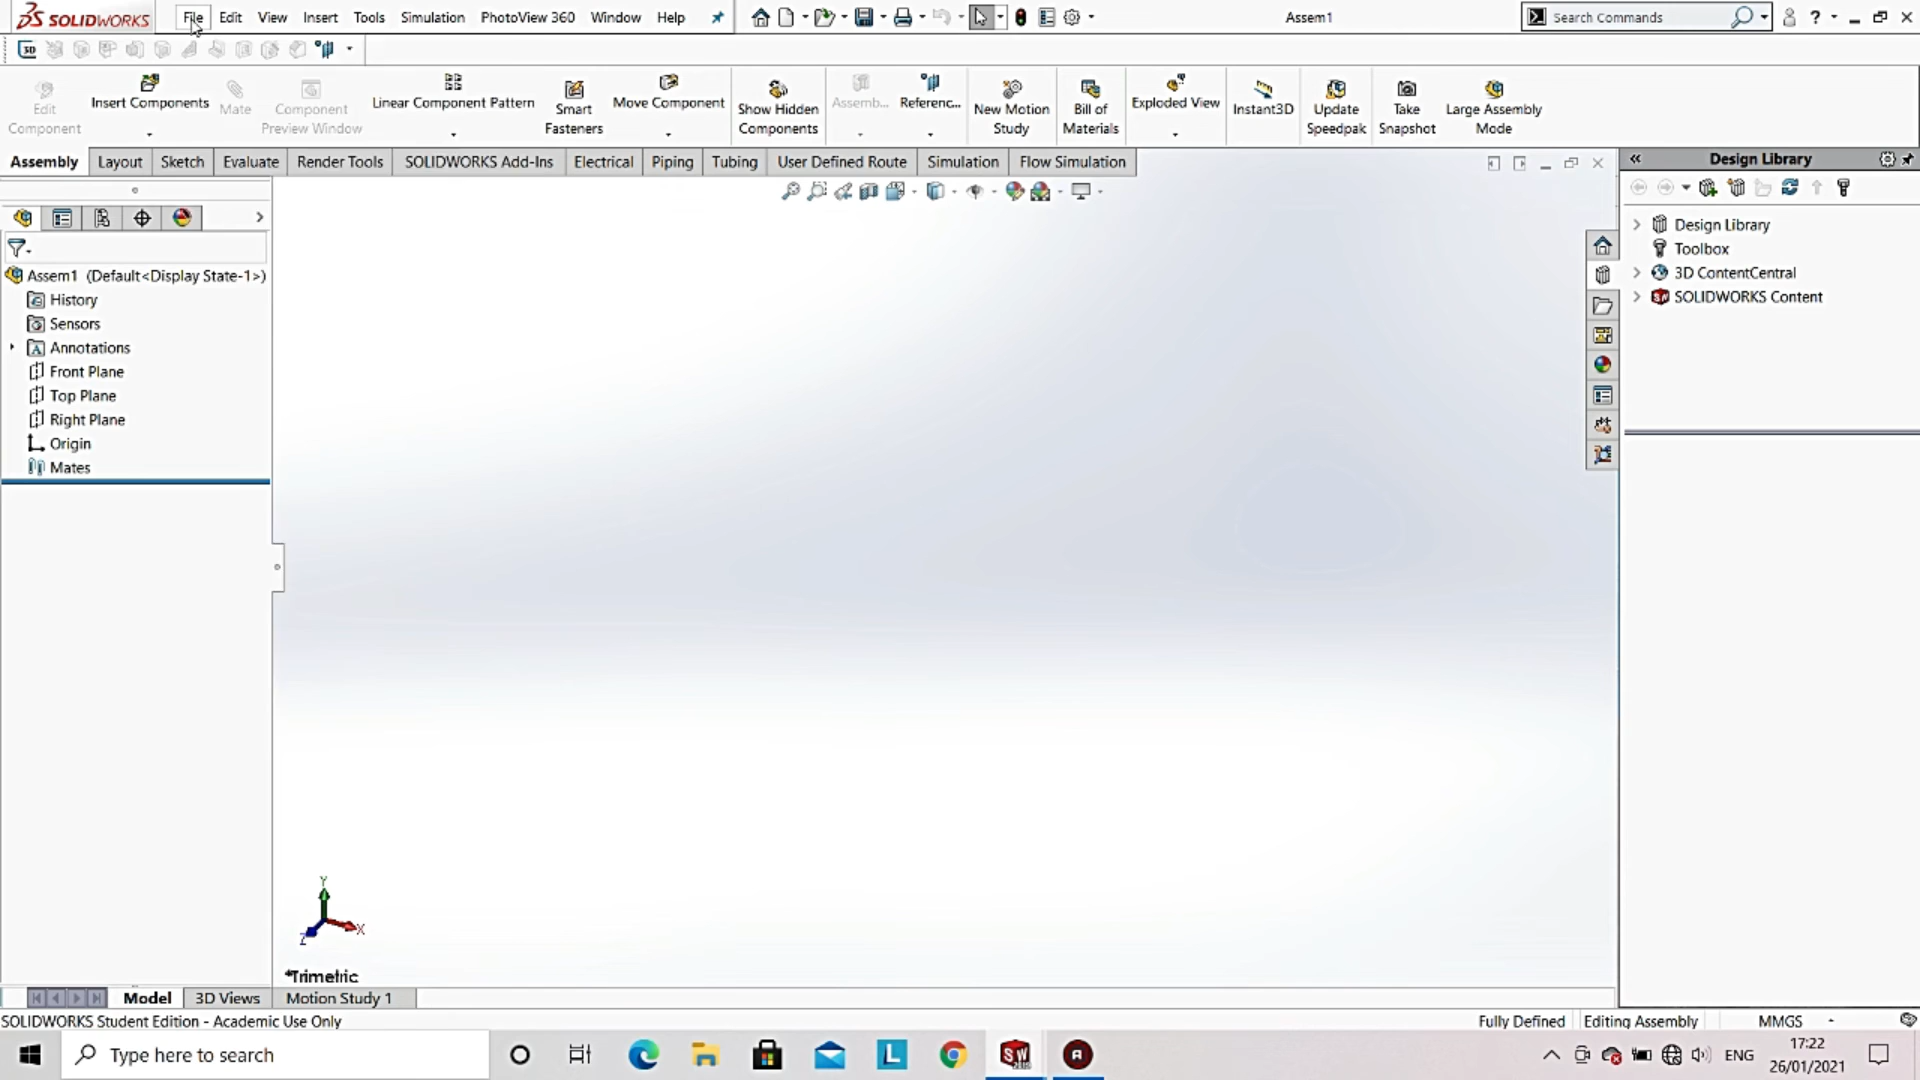 SOLIDWORKS File Edit View Insert Tools Simulation PhotoView 360 Window Help Assem1 Search Commands ?
3D
Edit Component Insert Components Mate Component Preview Window Linear Component Pattern Smart Fasteners Move Component Show Hidden Components Assemb... Referenc... New Motion Study Bill of Materials Exploded View Instant3D Update Speedpak Take Snapshot Large Assembly Mode
Assembly Layout Sketch Evaluate Render Tools SOLIDWORKS Add-Ins Electrical Piping Tubing User Defined Route Simulation Flow Simulation
Design Library
Assem1 (Default<Display State-1>)
History
Sensors
Annotations
Front Plane
Top Plane
Right Plane
Origin
Mates
Design Library
Toolbox
3D ContentCentral
SOLIDWORKS Content
Y
X
Z
*Trimetric
Model 3D Views Motion Study 1
SOLIDWORKS Student Edition - Academic Use Only Fully Defined Editing Assembly MMGS -
Type here to search ENG 17:22
26/01/2021